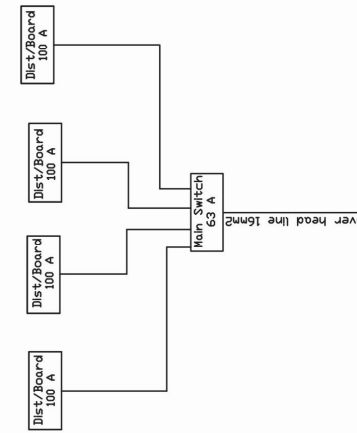 Dist/Board
100 A
Dist/Board
100 A
Dist/Board
100 A
Dist/Board
100 A
Main Switch
63 A
ver head line 16mm2